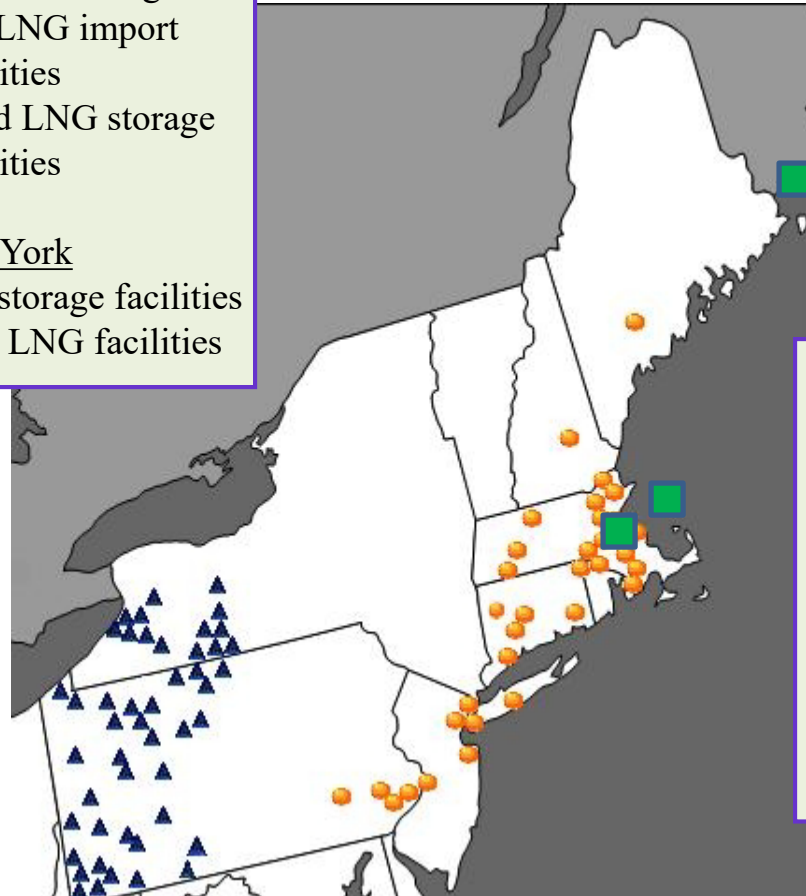 LNG import
ities
LNG storage
ities
York
storage facilities
LNG facilities